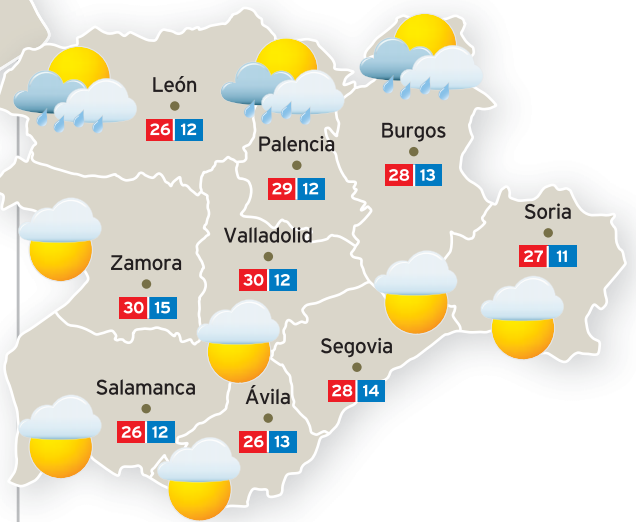 León
26 12
Palencia
29 12
Burgos
28 13
Soria
27 11
Valladolid
30 12
Zamora
30 15
Segovia
28 14
Salamanca
26 12
Ávila
26 13